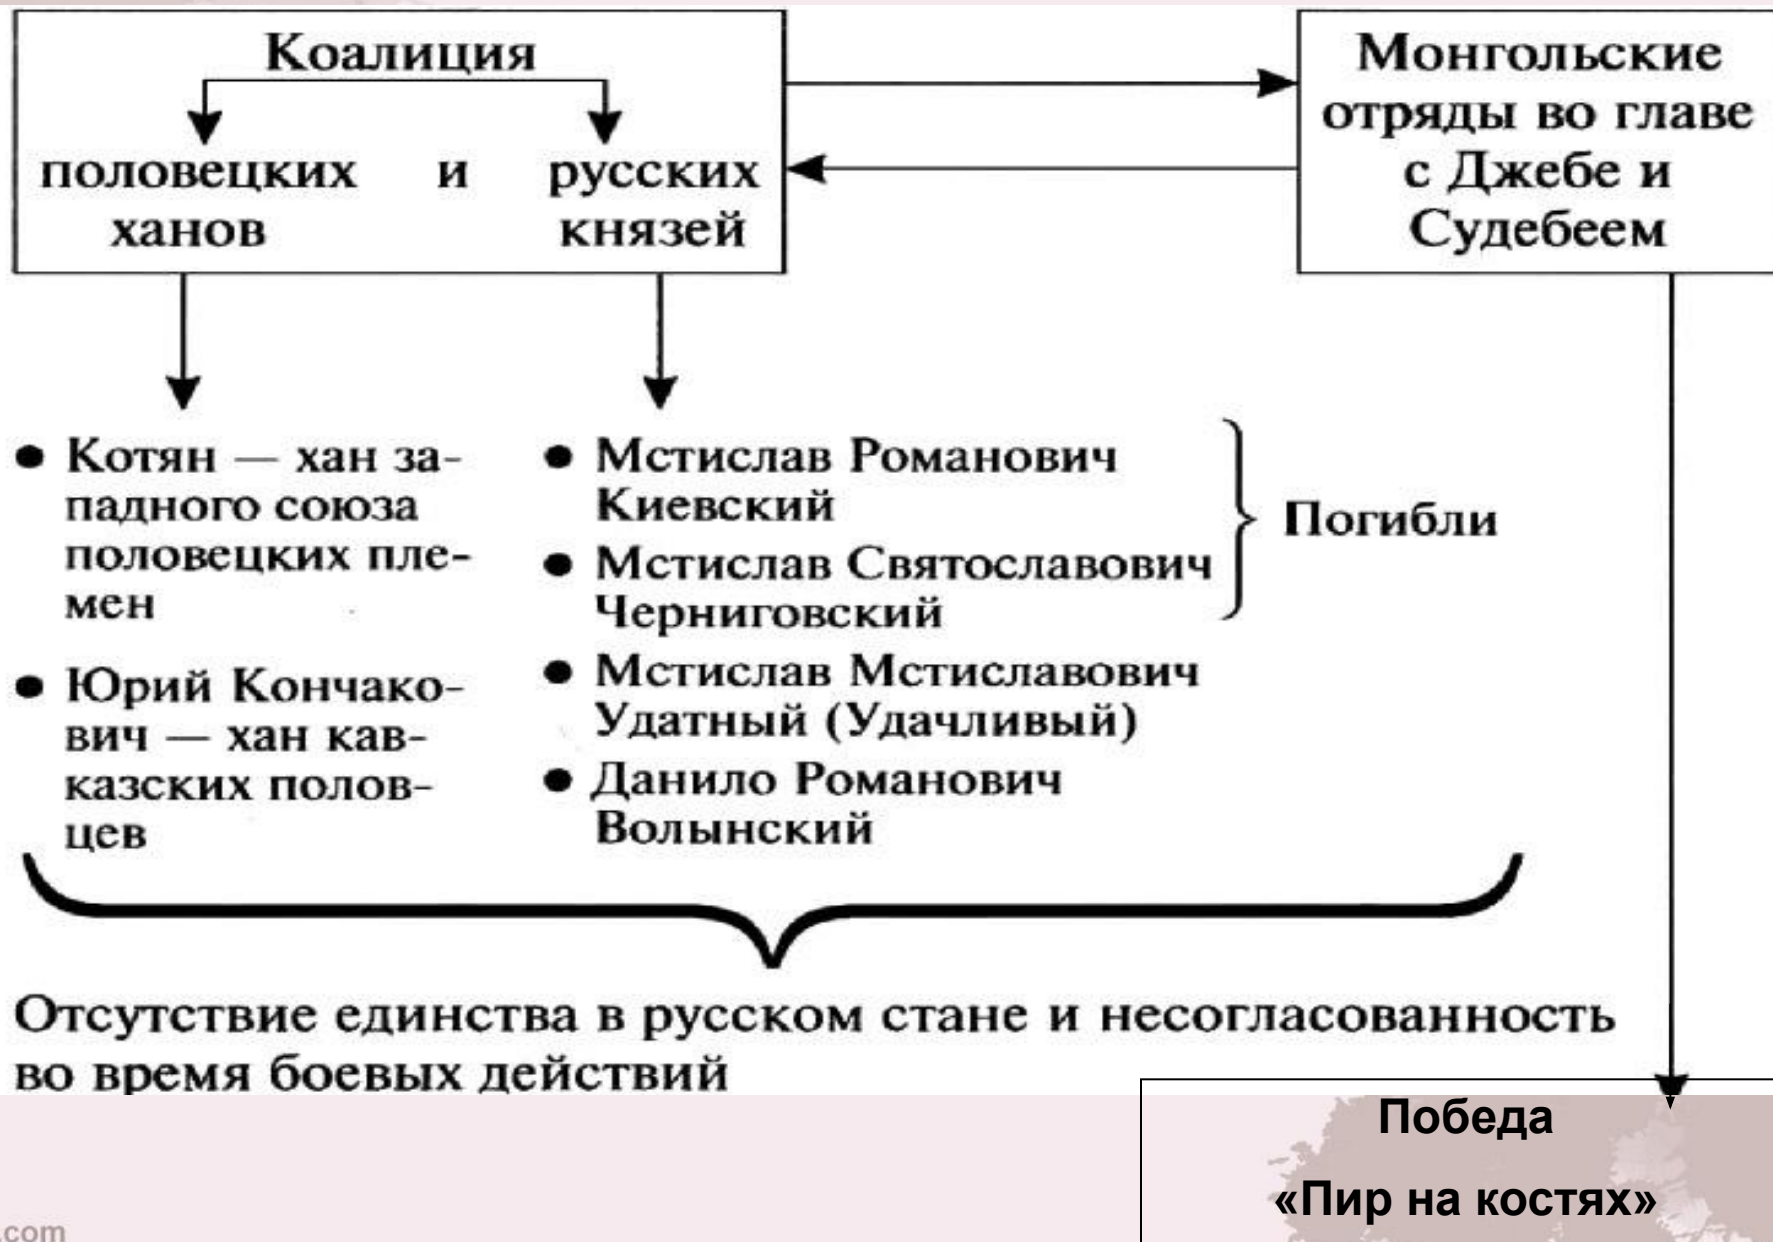 Коалиция
половецких и русских
ханов князей
Монгольские
отряды во главе
с Джебе и
Судебеем
● Котян — хан за-
падного союза
половецких пле-
мен
● Юрий Кончако-
вич — хан кав-
казских полов-
цев
● Мстислав Романович
Киевский
● Мстислав Святославович
Черниговский
● Мстислав Мстиславович
Удатный (Удачливый)
● Данило Романович
Волынский
Погибли
Отсутствие единства в русском стане и несогласованность
во время боевых действий
Победа
«Пир на костях»
.com